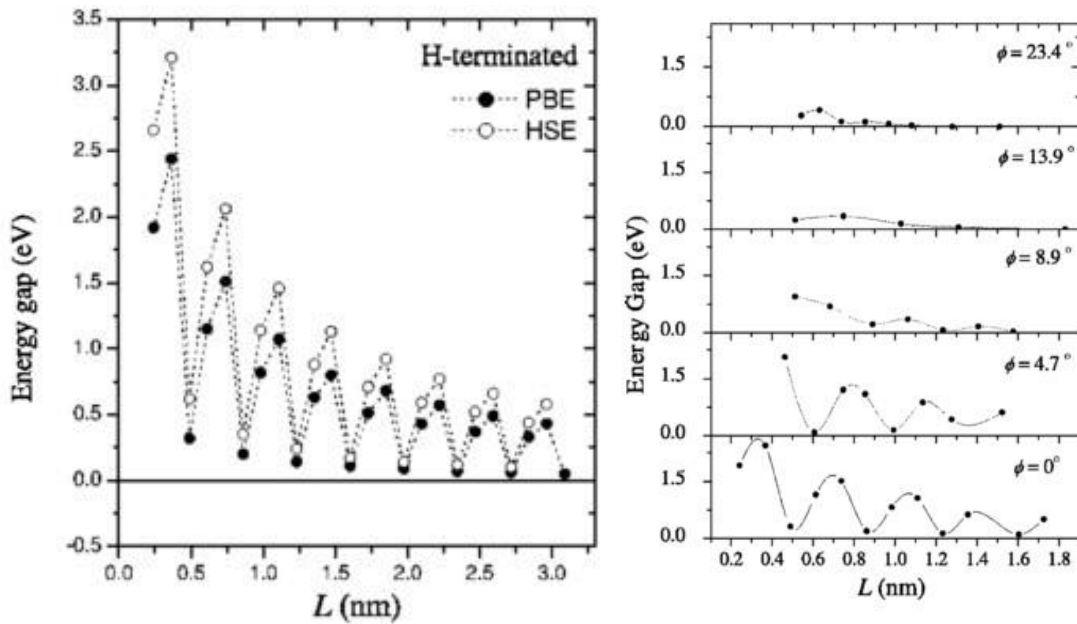 3.5
3.0
2.5
2.0
1.5
1.0
0.5
0.0
-0.5
Energy gap (eV)
H-terminated
PBE
HSE
0.0 0.5 1.0 1.5 2.0 2.5 3.0
L (nm)
Energy Gap (eV)
1.5
ϕ = 23.4 °
0.0
1.5
ϕ = 13.9 °
0.0
1.5
ϕ = 8.9 °
0.0
1.5
ϕ = 4.7 °
0.0
1.5
ϕ = 0°
0.0
0.2 0.4 0.6 0.8 1.0 1.2 1.4 1.6 1.8
L (nm)